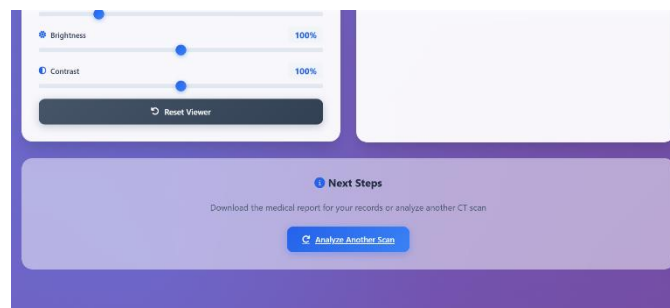 Brightness 100%
Contrast 100%
Reset Viewer
Next Steps
Download the medical report for your records or analyze another CT scan
Analyze Another Scan